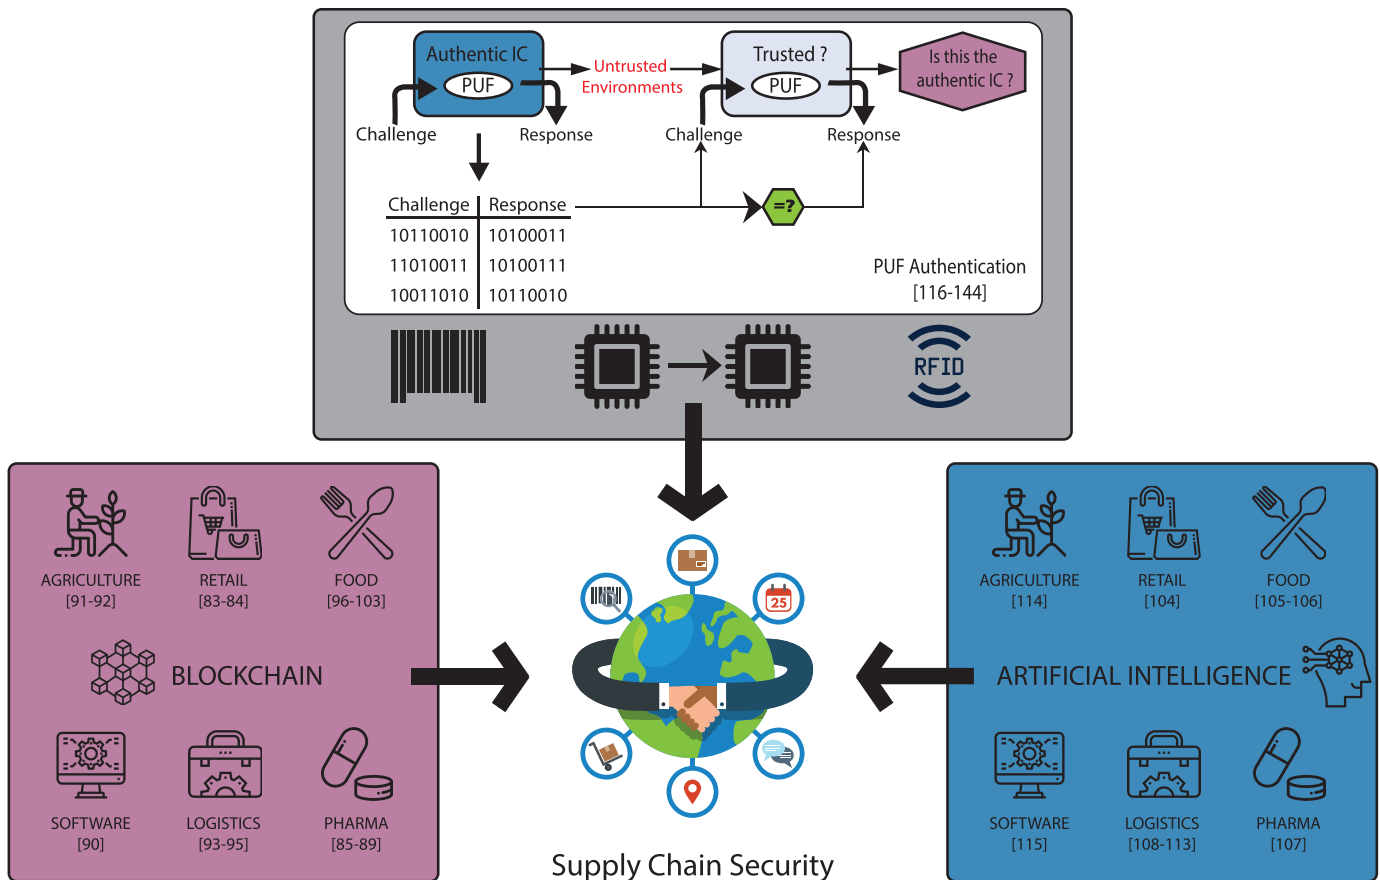 Authentic IC
PUF
Challenge
Response
Untrusted
Environments
Trusted ?
PUF
Challenge
Response
Is this the
authentic IC ?
Challenge Response
10110010 10100011
11010011 10100111
10011010 10110010
=?
PUF Authentication
[116-144]
RFID
AGRICULTURE
[91-92]
RETAIL
[83-84]
FOOD
[96-103]
BLOCKCHAIN
SOFTWARE
[90]
LOGISTICS
[93-95]
PHARMA
[85-89]
25
Supply Chain Security
AGRICULTURE
[114]
RETAIL
[104]
FOOD
[105-106]
ARTIFICIAL INTELLIGENCE
SOFTWARE
[115]
LOGISTICS
[108-113]
PHARMA
[107]